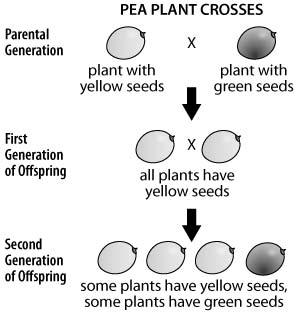 PEA PLANT CROSSES
Parental
Generation
X
plant with
yellow seeds
plant with
green seeds
First
Generation
of Offspring
X
all plants have
yellow seeds
Second
Generation
of Offspring
some plants have yellow seeds,
some plants have green seeds